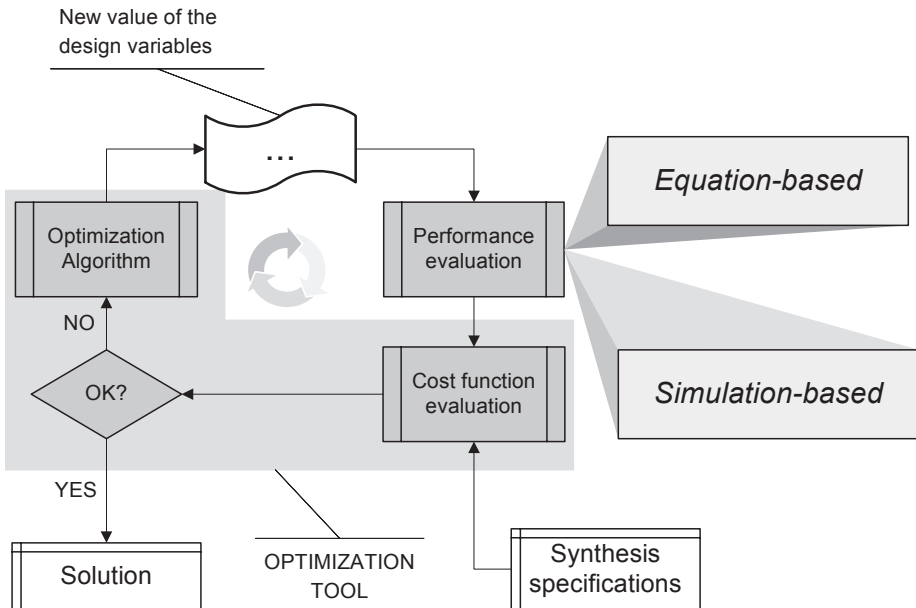 New value of the
design variables
...
Equation-based
Optimization
Algorithm
Performance
evaluation
NO
OK?
Cost function
evaluation
Simulation-based
YES
Solution
OPTIMIZATION
TOOL
Synthesis
specifications